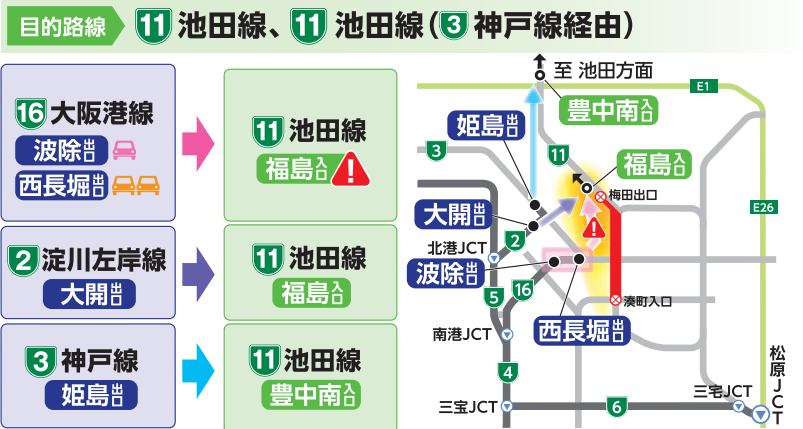 目的路線 11 池田線、11 池田線（3 神戸線経由）
16 大阪港線
波除出口
西長堀出口
11 池田線
福島入口
2 淀川左岸線
大開出口
11 池田線
福島入口
3 神戸線
姫島出口
11 池田線
豊中南入口
至 池田方面
E1
豊中南入口
姫島出口
3
11
福島入口
梅田出口
大開出口
E26
2
北港JCT
波除出口
5
16
湊町入口
西長堀出口
南港JCT
4
松原JCT
三宅JCT
三宝JCT
6